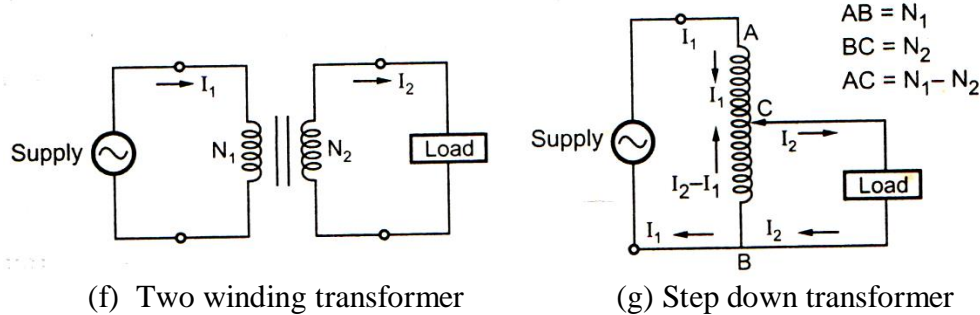 I₁
N₁
N₂
I₂
Supply
Load
(f) Two winding transformer
AB = N₁
BC = N₂
AC = N₁– N₂
I₁
A
I₁
C
I₂
Supply
I₂–I₁
Load
I₁
I₂
B
(g) Step down transformer